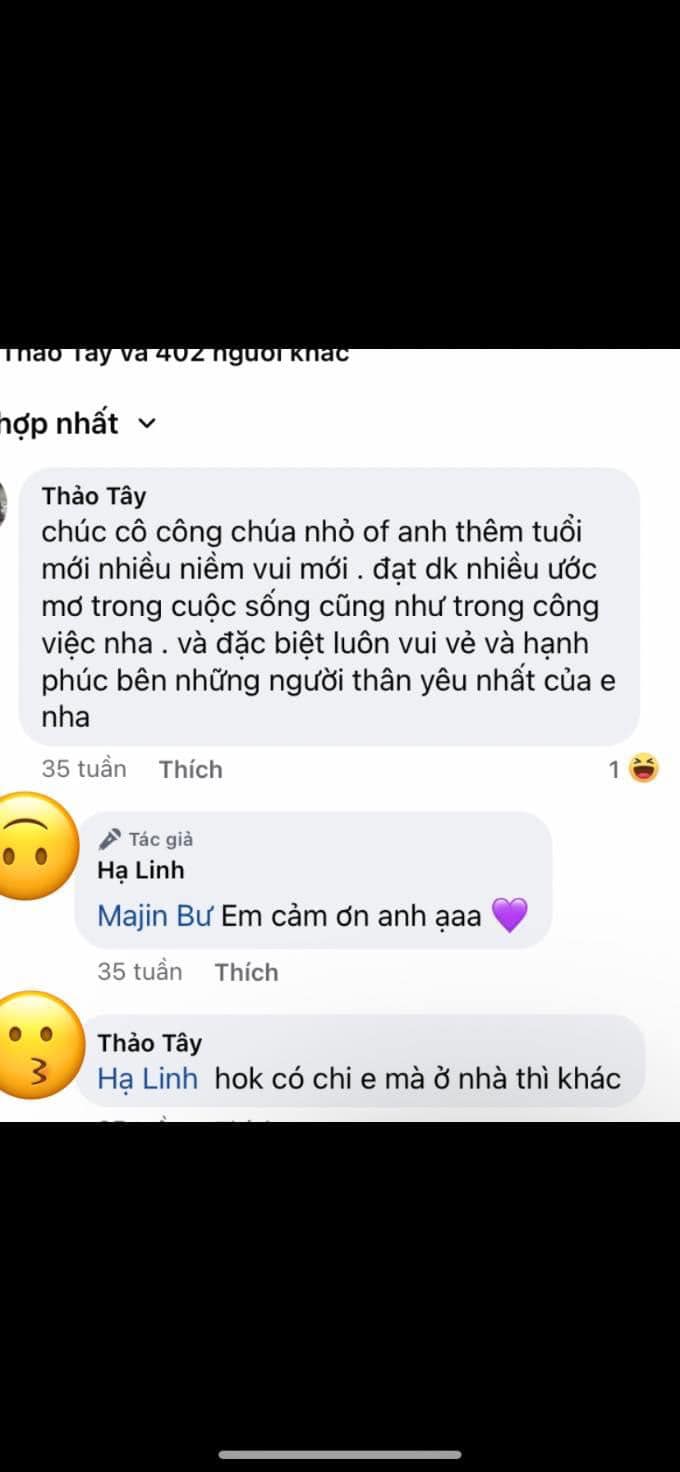 Thảo Tây và 402 người khác
hợp nhất
Thảo Tây
chúc cô công chúa nhỏ of anh thêm tuổi
mới nhiều niềm vui mới . đạt dk nhiều ước
mơ trong cuộc sống cũng như trong công
việc nha . và đặc biệt luôn vui vẻ và hạnh
phúc bên những người thân yêu nhất của e
nha
35 tuần Thích 1
Tác giả
Hạ Linh
Majin Bư Em cảm ơn anh ạaa 💜
35 tuần Thích
Thảo Tây
Hạ Linh hok có chi e mà ở nhà thì khác